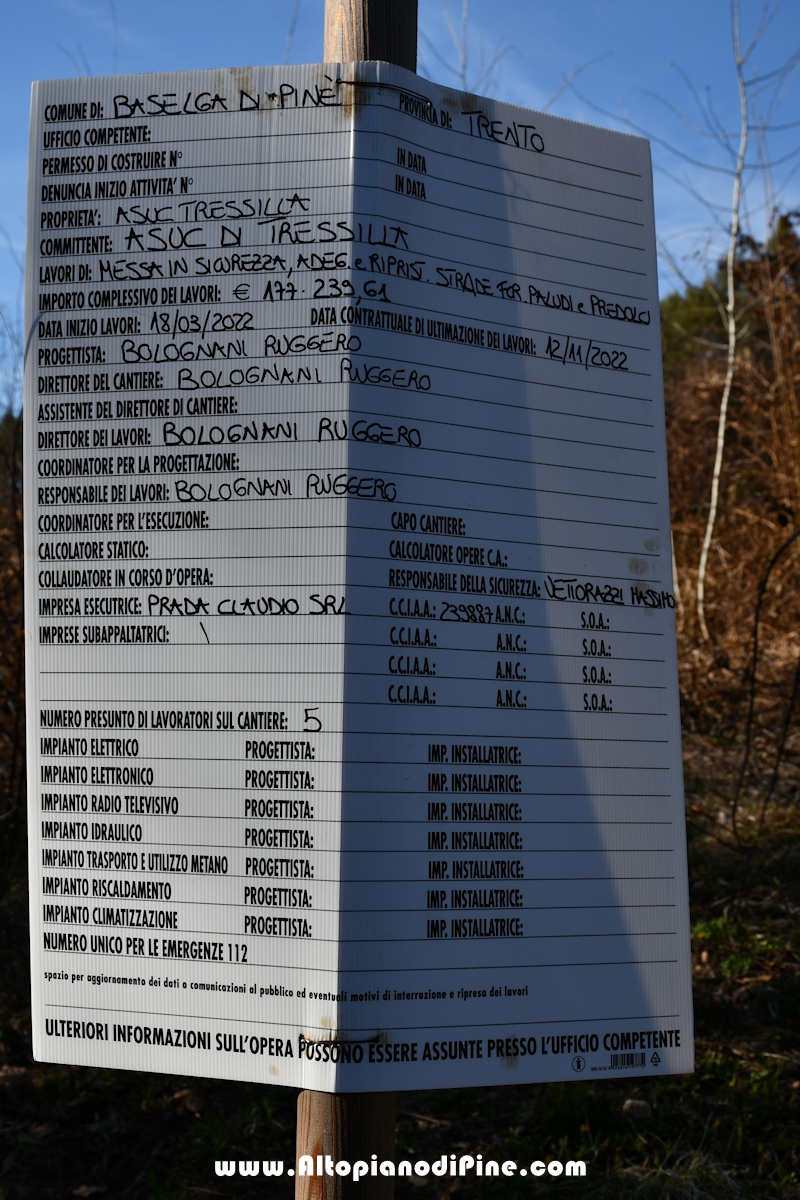 COMUNE DI: BASELGA DI PINÈ PROVINCIA DI: TRENTO
UFFICIO COMPETENTE:
PERMESSO DI COSTRUIRE N° IN DATA
DENUNCIA INIZIO ATTIVITA' N° IN DATA
PROPRIETA': ASUC TRESSILLA
COMMITTENTE: ASUC DI TRESSILLA
LAVORI DI: MESSA IN SICUREZZA, ADEG. e RIPRIST. STRADE FOR. PALUDI e PREDOLCI
IMPORTO COMPLESSIVO DEI LAVORI: € 177.239,61
DATA INIZIO LAVORI: 18/03/2022 DATA CONTRATTUALE DI ULTIMAZIONE DEI LAVORI: 12/11/2022
PROGETTISTA: BOLOGNANI RUGGERO
DIRETTORE DEL CANTIERE: BOLOGNANI RUGGERO
ASSISTENTE DEL DIRETTORE DI CANTIERE:
DIRETTORE DEI LAVORI: BOLOGNANI RUGGERO
COORDINATORE PER LA PROGETTAZIONE:
RESPONSABILE DEI LAVORI: BOLOGNANI RUGGERO
COORDINATORE PER L'ESECUZIONE: CAPO CANTIERE:
CALCOLATORE STATICO: CALCOLATORE OPERE C.A.:
COLLAUDATORE IN CORSO D'OPERA: RESPONSABILE DELLA SICUREZZA: VETTORAZZI MASSIMO
IMPRESA ESECUTRICE: PRADA CLAUDIO SRL C.C.I.A.A.: 239887 A.N.C.: S.O.A.:
IMPRESE SUBAPPALTATRICI: \ C.C.I.A.A.: A.N.C.: S.O.A.:
C.C.I.A.A.: A.N.C.: S.O.A.:
C.C.I.A.A.: A.N.C.: S.O.A.:
NUMERO PRESUNTO DI LAVORATORI SUL CANTIERE: 5
IMPIANTO ELETTRICO PROGETTISTA: IMP. INSTALLATRICE:
IMPIANTO ELETTRONICO PROGETTISTA: IMP. INSTALLATRICE:
IMPIANTO RADIO TELEVISIVO PROGETTISTA: IMP. INSTALLATRICE:
IMPIANTO IDRAULICO PROGETTISTA: IMP. INSTALLATRICE:
IMPIANTO TRASPORTO E UTILIZZO METANO PROGETTISTA: IMP. INSTALLATRICE:
IMPIANTO RISCALDAMENTO PROGETTISTA: IMP. INSTALLATRICE:
IMPIANTO CLIMATIZZAZIONE PROGETTISTA: IMP. INSTALLATRICE:
NUMERO UNICO PER LE EMERGENZE 112
spazio per aggiornamento dei dati o comunicazioni al pubblico ed eventuali motivi di interruzione e ripresa dei lavori
ULTERIORI INFORMAZIONI SULL'OPERA POSSONO ESSERE ASSUNTE PRESSO L'UFFICIO COMPETENTE
www.AltopianodiPine.com